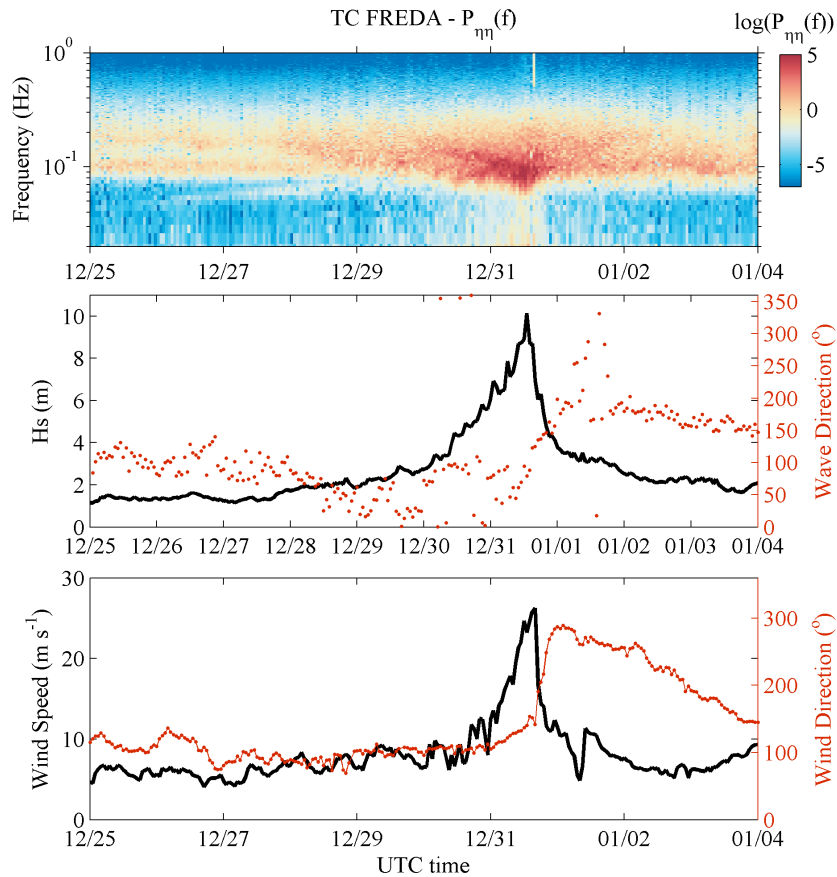 TC FREDA - Pηη(f)
log(Pηη(f))
Frequency (Hz)
10⁰
10⁻¹
5
0
−5
12/25 12/27 12/29 12/31 01/02 01/04
Hs (m)
10
8
6
4
2
0
350
300
250
200
150
100
50
0
Wave Direction (°)
12/25 12/26 12/27 12/28 12/29 12/30 12/31 01/01 01/02 01/03 01/04
Wind Speed (m s⁻¹)
30
20
10
0
300
200
100
0
Wind Direction (°)
12/25 12/27 12/29 12/31 01/02 01/04
UTC time